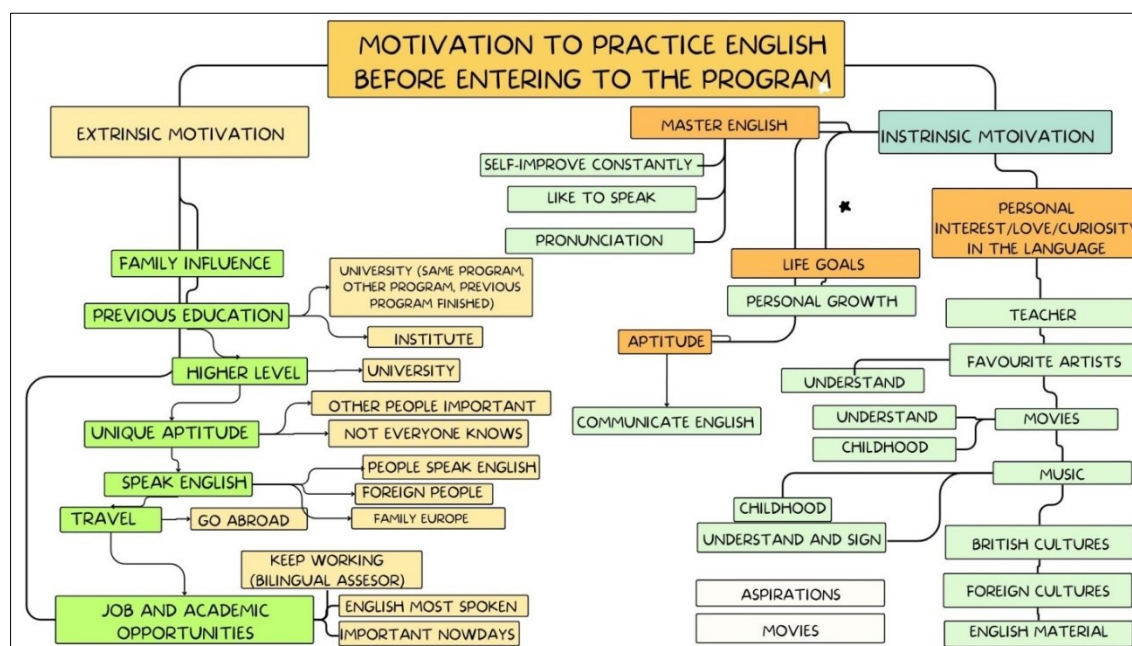 MOTIVATION TO PRACTICE ENGLISH
BEFORE ENTERING TO THE PROGRAM
EXTRINSIC MOTIVATION
FAMILY INFLUENCE
PREVIOUS EDUCATION
UNIVERSITY (SAME PROGRAM,
OTHER PROGRAM, PREVIOUS
PROGRAM FINISHED)
INSTITUTE
HIGHER LEVEL
UNIVERSITY
UNIQUE APTITUDE
OTHER PEOPLE IMPORTANT
NOT EVERYONE KNOWS
SPEAK ENGLISH
PEOPLE SPEAK ENGLISH
FOREIGN PEOPLE
FAMILY EUROPE
TRAVEL
GO ABROAD
JOB AND ACADEMIC
OPPORTUNITIES
KEEP WORKING
(BILINGUAL ASSESOR)
ENGLISH MOST SPOKEN
IMPORTANT NOWDAYS
INSTRINSIC MTOIVATION
MASTER ENGLISH
SELF-IMPROVE CONSTANTLY
LIKE TO SPEAK
PRONUNCIATION
LIFE GOALS
PERSONAL GROWTH
APTITUDE
COMMUNICATE ENGLISH
PERSONAL
INTEREST/LOVE/CURIOSITY
IN THE LANGUAGE
TEACHER
FAVOURITE ARTISTS
UNDERSTAND
MOVIES
UNDERSTAND
CHILDHOOD
MUSIC
CHILDHOOD
UNDERSTAND AND SIGN
BRITISH CULTURES
FOREIGN CULTURES
ENGLISH MATERIAL
ASPIRATIONS
MOVIES